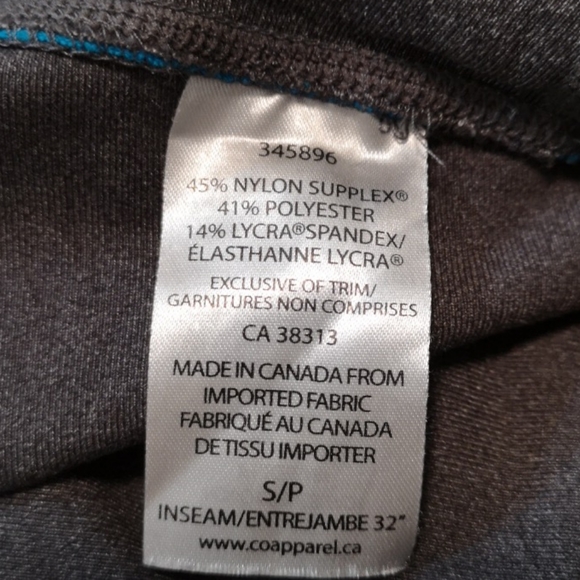 345896
45% NYLON SUPPLEX®
41% POLYESTER
14% LYCRA®SPANDEX/
ÉLASTHANNE LYCRA®
EXCLUSIVE OF TRIM/
GARNITURES NON COMPRISES
CA 38313
MADE IN CANADA FROM
IMPORTED FABRIC
FABRIQUÉ AU CANADA
DE TISSU IMPORTER
S/P
INSEAM/ENTREJAMBE 32"
www.coapparel.ca